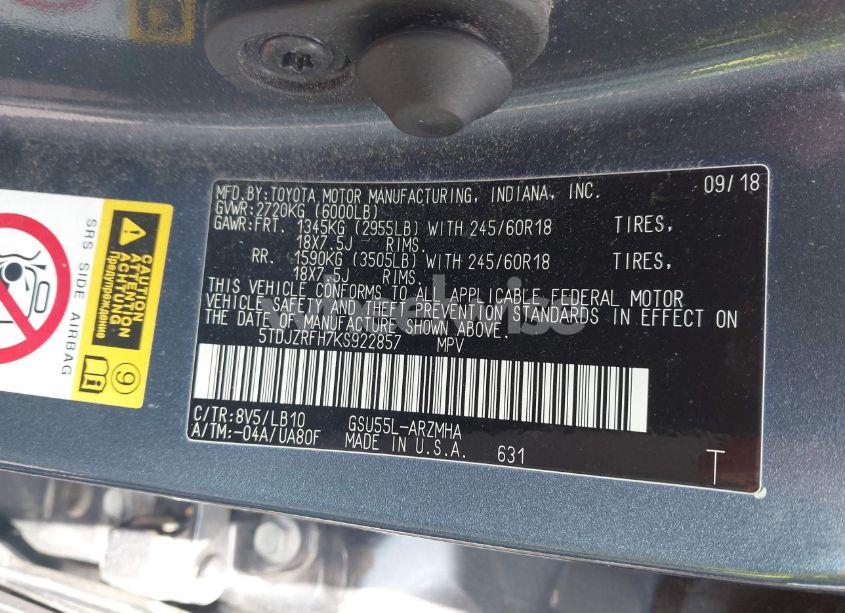 MFD. BY: TOYOTA MOTOR MANUFACTURING, INDIANA, INC. 09/18
GVWR: 2720KG (6000LB)
GAWR: FRT. 1345KG (2955LB) WITH 245/60R18 TIRES,
18X7.5J RIMS.
RR. 1590KG (3505LB) WITH 245/60R18 TIRES,
18X7.5J RIMS.
THIS VEHICLE CONFORMS TO ALL APPLICABLE FEDERAL MOTOR
VEHICLE SAFETY AND THEFT PREVENTION STANDARDS IN EFFECT ON
THE DATE OF MANUFACTURE SHOWN ABOVE.
5TDJZRFH7KS922857 MPV
C/TR: 8V5/LB10 GSU55L-ARZMHA
A/TM: -04A/UA80F MADE IN U.S.A. 631 T
SRS SIDE AIRBAG
CAUTION
ATTENTION
ACHTUNG
Предупреждение
9